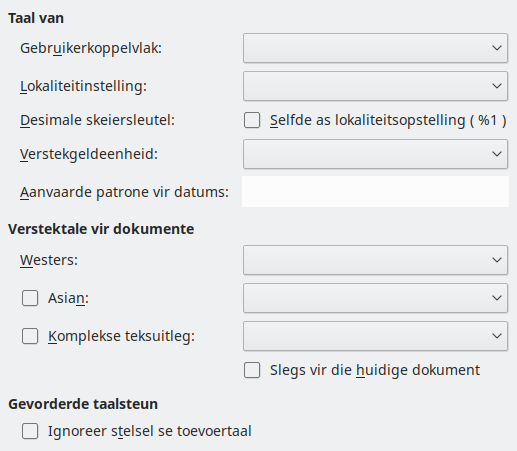 Taal van
Gebruikerkoppelvlak:
Lokaliteitinstelling:
Desimale skeiersleutel: Selfde as lokaliteitsopstelling ( %1 )
Verstekgeldeenheid:
Aanvaarde patrone vir datums:
Verstektale vir dokumente
Westers:
Asian:
Komplekse teksuitleg:
Slegs vir die huidige dokument
Gevorderde taalsteun
Ignoreer stelsel se toevoertaal